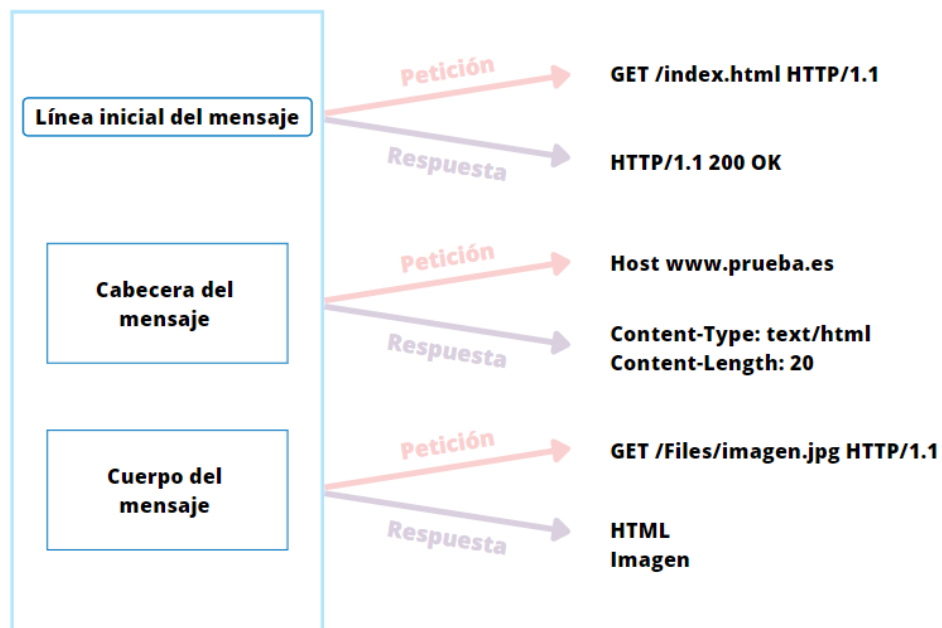 Línea inicial del mensaje
Petición
GET /index.html HTTP/1.1
Respuesta
HTTP/1.1 200 OK
Cabecera del
mensaje
Petición
Host www.prueba.es
Respuesta
Content-Type: text/html
Content-Length: 20
Cuerpo del
mensaje
Petición
GET /Files/imagen.jpg HTTP/1.1
Respuesta
HTML
Imagen